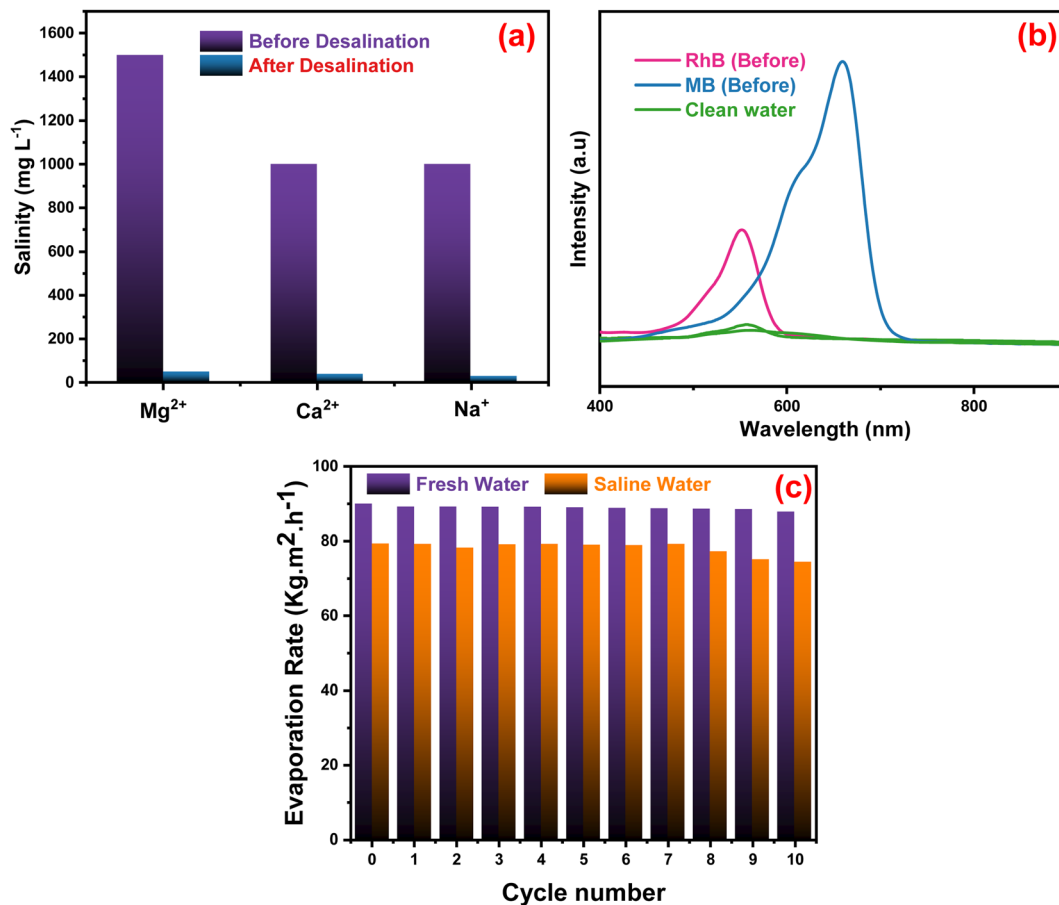 (a)
Before Desalination
After Desalination
Salinity (mg L⁻¹)
1600
1400
1200
1000
800
600
400
200
0
Mg²⁺ Ca²⁺ Na⁺
(b)
RhB (Before)
MB (Before)
Clean water
Intensity (a.u)
400 600 800
Wavelength (nm)
(c)
Fresh Water Saline Water
Evaporation Rate (Kg.m².h⁻¹)
100
80
60
40
20
0
0 1 2 3 4 5 6 7 8 9 10
Cycle number